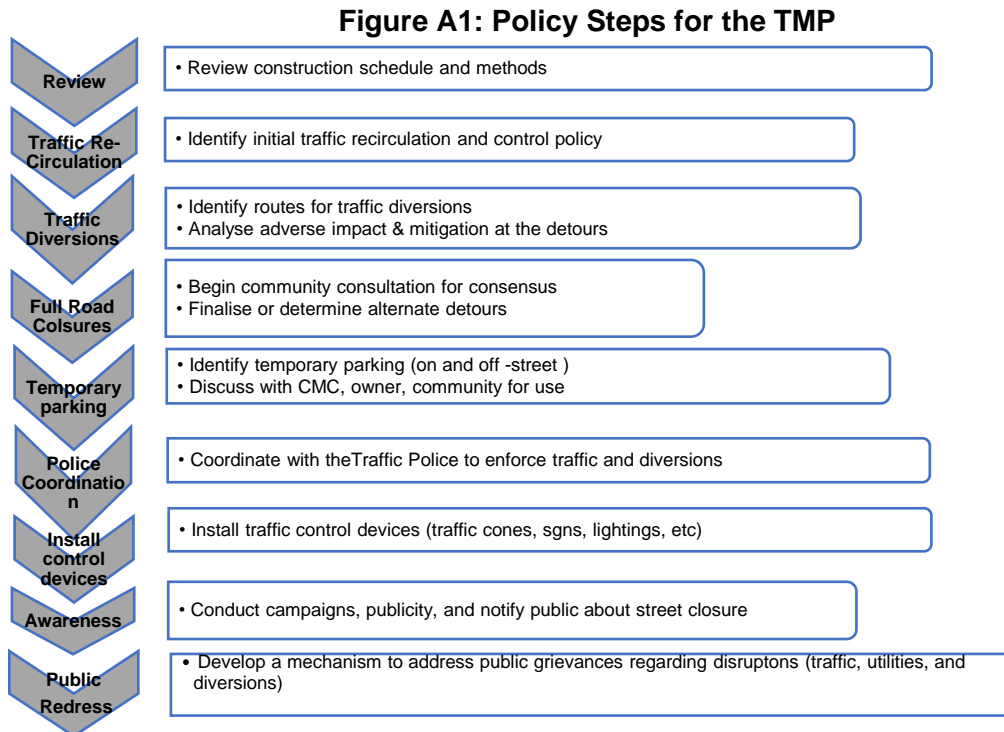 Figure A1: Policy Steps for the TMP
Review
• Review construction schedule and methods
Traffic Re-
Circulation
• Identify initial traffic recirculation and control policy
Traffic
Diversions
• Identify routes for traffic diversions
• Analyse adverse impact & mitigation at the detours
Full Road
Colsures
• Begin community consultation for consensus
• Finalise or determine alternate detours
Temporary
parking
• Identify temporary parking (on and off -street )
• Discuss with CMC, owner, community for use
Police
Coordinatio
n
• Coordinate with theTraffic Police to enforce traffic and diversions
Install
control
devices
• Install traffic control devices (traffic cones, sgns, lightings, etc)
Awareness
• Conduct campaigns, publicity, and notify public about street closure
Public
Redress
• Develop a mechanism to address public grievances regarding disruptons (traffic, utilities, and
diversions)